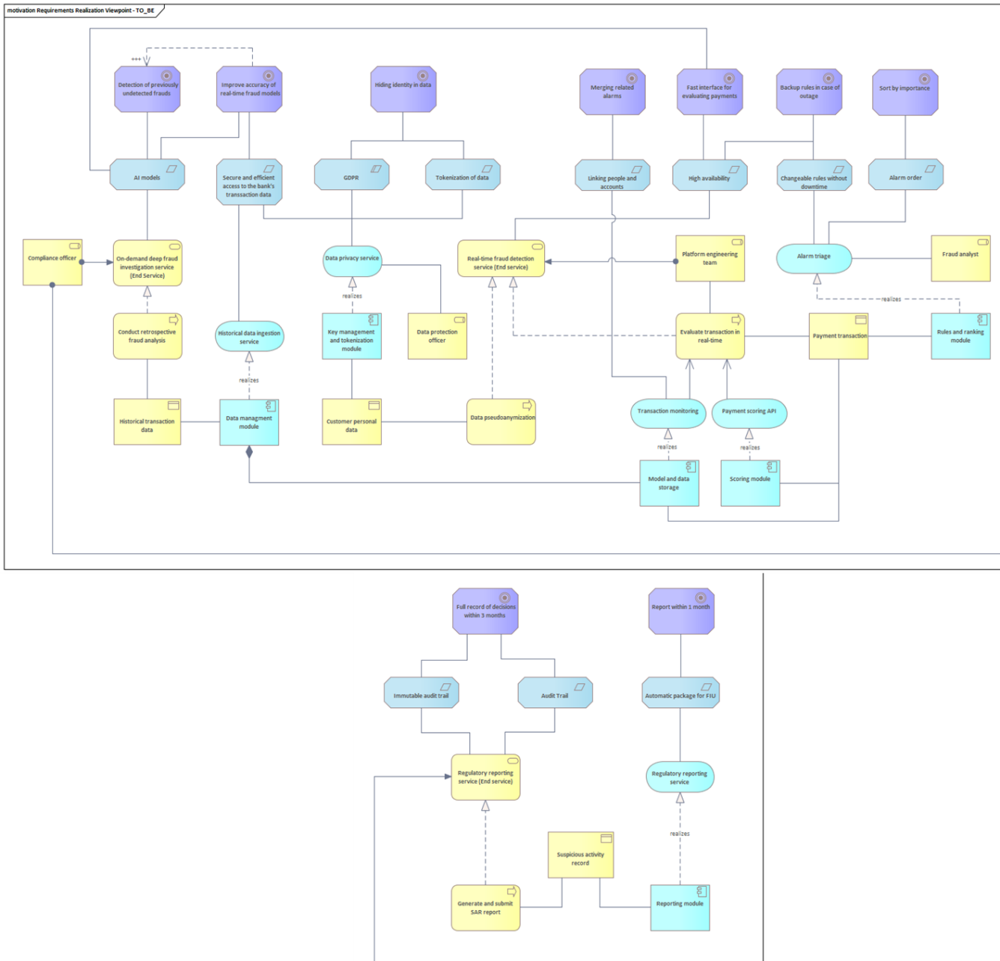 motivation Requirements Realization Viewpoint - TO_BE
+++
Detection of previously
undetected frauds
Improve accuracy of
real-time fraud models
Hiding identity in data
Merging related
alarms
Fast interface for
evaluating payments
Backup rules in case of
outage
Sort by importance
AI models
Secure and efficient
access to the bank's
transsaction data
GDPR
Tokenization of data
Linking people and
accounts
High availability
Changeable rules without
downtime
Alarm order
Compliance officer
On-demand deep fraud
investigation service
(End Service)
Data privacy service
Real-time fraud detection
service (End service)
Platform engineering
team
Alarm triage
Fraud analyst
realizes
realizes
Conduct retrospective
fraud analysis
Historical data ingestion
service
Key management
and tokenization
module
Data protection
officer
Evaluate transaction in
real-time
Payment transaction
Rules and ranking
module
realizes
Historical transaction
data
Data managment
module
Customer personal
data
Data pseudoanymization
Transaction monitoring
Payment scoring API
realizes
realizes
Model and data
storage
Scoring module
Full record of decisions
within 3 months
Report within 1 month
Immutable audit trail
Audit Trail
Automatic package for FIU
Regulatory reporting
service (End service)
Regulatory reporting
service
realizes
Suspicious activity
record
Generate and submit
SAR report
Reporting module